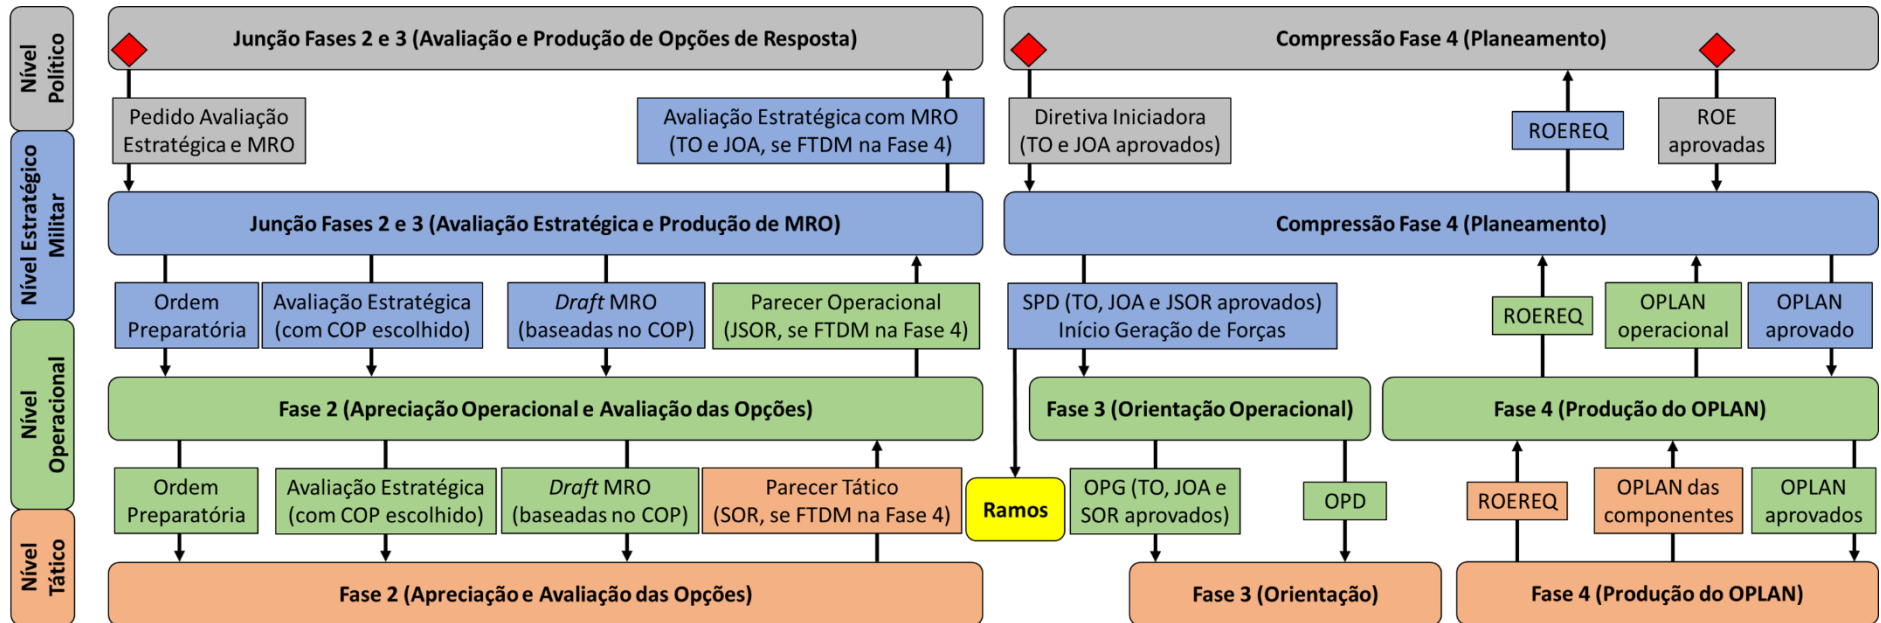 Nível
Político
Junção Fases 2 e 3 (Avaliação e Produção de Opções de Resposta)
Compressão Fase 4 (Planeamento)
Pedido Avaliação
Estratégica e MRO
Avaliação Estratégica com MRO
(TO e JOA, se FTDM na Fase 4)
Diretiva Iniciadora
(TO e JOA aprovados)
ROEREQ
ROE
aprovadas
Nível Estratégico
Militar
Junção Fases 2 e 3 (Avaliação Estratégica e Produção de MRO)
Compressão Fase 4 (Planeamento)
Ordem
Preparatória
Avaliação Estratégica
(com COP escolhido)
Draft MRO
(baseadas no COP)
Parecer Operacional
(JSOR, se FTDM na Fase 4)
SPD (TO, JOA e JSOR aprovados)
Início Geração de Forças
ROEREQ
OPLAN
operacional
OPLAN
aprovado
Nível
Operacional
Fase 2 (Apreciação Operacional e Avaliação das Opções)
Fase 3 (Orientação Operacional)
Fase 4 (Produção do OPLAN)
Ordem
Preparatória
Avaliação Estratégica
(com COP escolhido)
Draft MRO
(baseadas no COP)
Parecer Tático
(SOR, se FTDM na Fase 4)
Ramos
OPG (TO, JOA e
SOR aprovados)
OPD
ROEREQ
OPLAN das
componentes
OPLAN
aprovados
Nível
Tático
Fase 2 (Apreciação e Avaliação das Opções)
Fase 3 (Orientação)
Fase 4 (Produção do OPLAN)